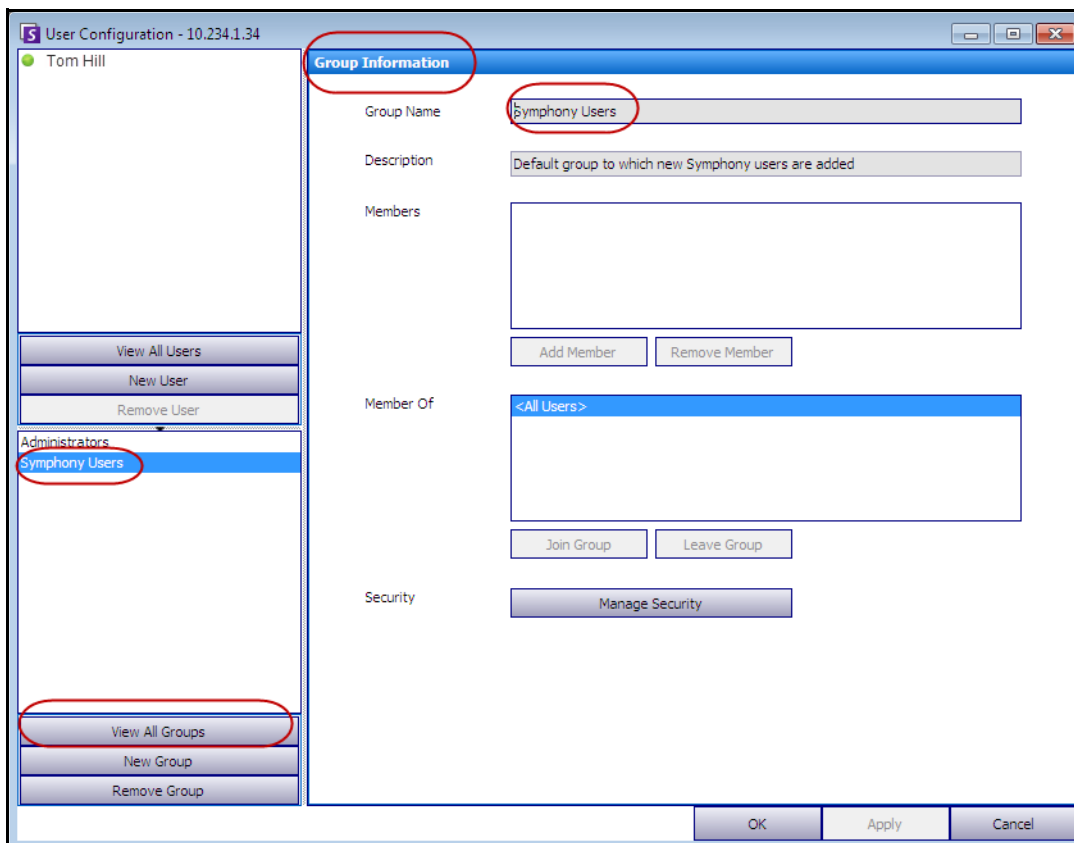 User Configuration - 10.234.1.34
Tom Hill
View All Users
New User
Remove User
Administrators
Symphony Users
View All Groups
New Group
Remove Group
Group Information
Group Name
Symphony Users
Description
Default group to which new Symphony users are added
Members
Add Member
Remove Member
Member Of
<All Users>
Join Group
Leave Group
Security
Manage Security
OK
Apply
Cancel